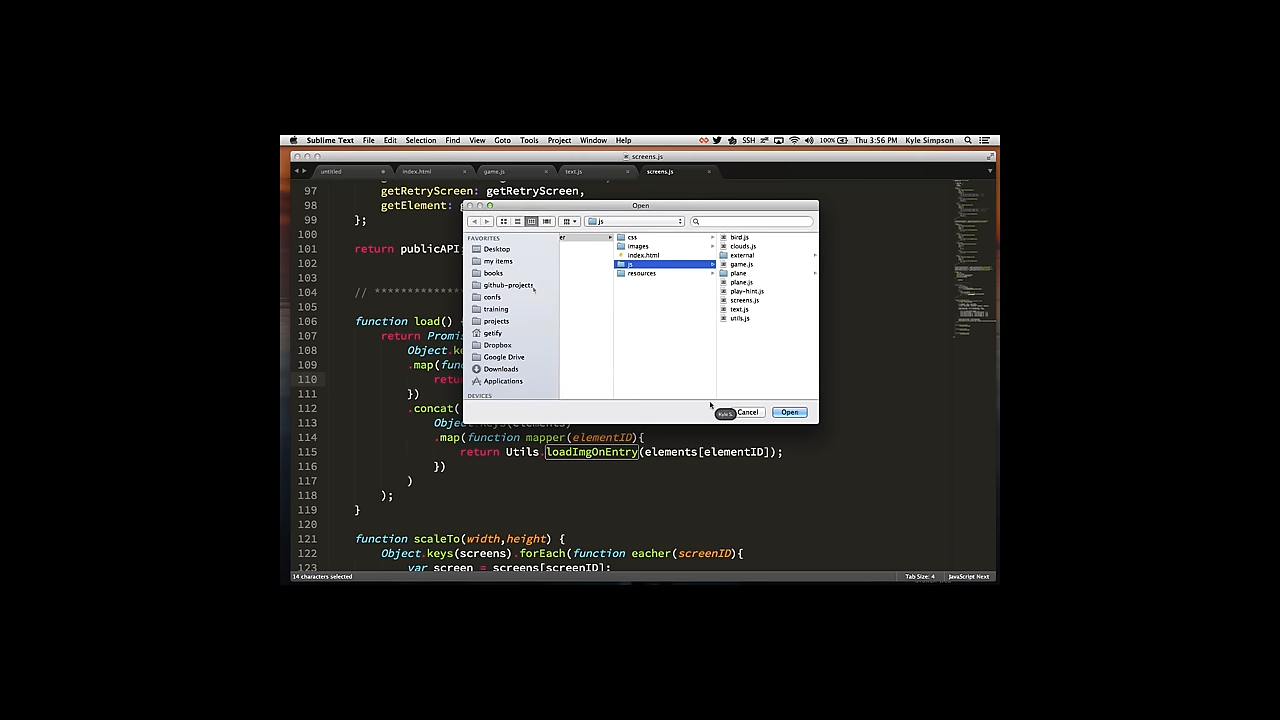 Sublime Text File Edit Selection Find View Goto Tools Project Window Help SSH 100% Thu 3:56 PM Kyle Simpson
screens.js
untitled index.html game.js text.js screens.js
97 getRetryScreen: getRetryScreen,
98 getElement:
99 };
100
101 return publicAPI
102
103
104 // **************
105
106 function load()
107 return Promi
108 Object.k
109 .map(fun
110 retu
111 })
112 .concat(
113 Object.keys(elements)
114 .map(function mapper(elementID){
115 return Utils.loadImgOnEntry(elements[elementID]);
116 })
117 )
118 );
119 }
120
121 function scaleTo(width,height) {
122 Object.keys(screens).forEach(function eacher(screenID){
123 var screen = screens[screenID];
14 characters selected Tab Size: 4 JavaScript Next
Open
js
FAVORITES
Desktop
my items
books
github-projects
confs
training
projects
getify
Dropbox
Google Drive
Downloads
Applications
DEVICES
er
css
images
index.html
js
resources
bird.js
clouds.js
external
game.js
plane
plane.js
play-hint.js
screens.js
text.js
utils.js
Kyle S.
Cancel Open